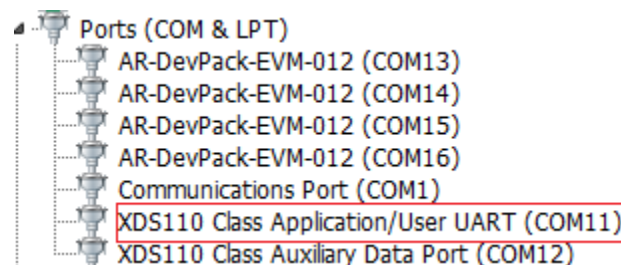 Ports (COM & LPT)
AR-DevPack-EVM-012 (COM13)
AR-DevPack-EVM-012 (COM14)
AR-DevPack-EVM-012 (COM15)
AR-DevPack-EVM-012 (COM16)
Communications Port (COM1)
XDS110 Class Application/User UART (COM11)
XDS110 Class Auxiliary Data Port (COM12)